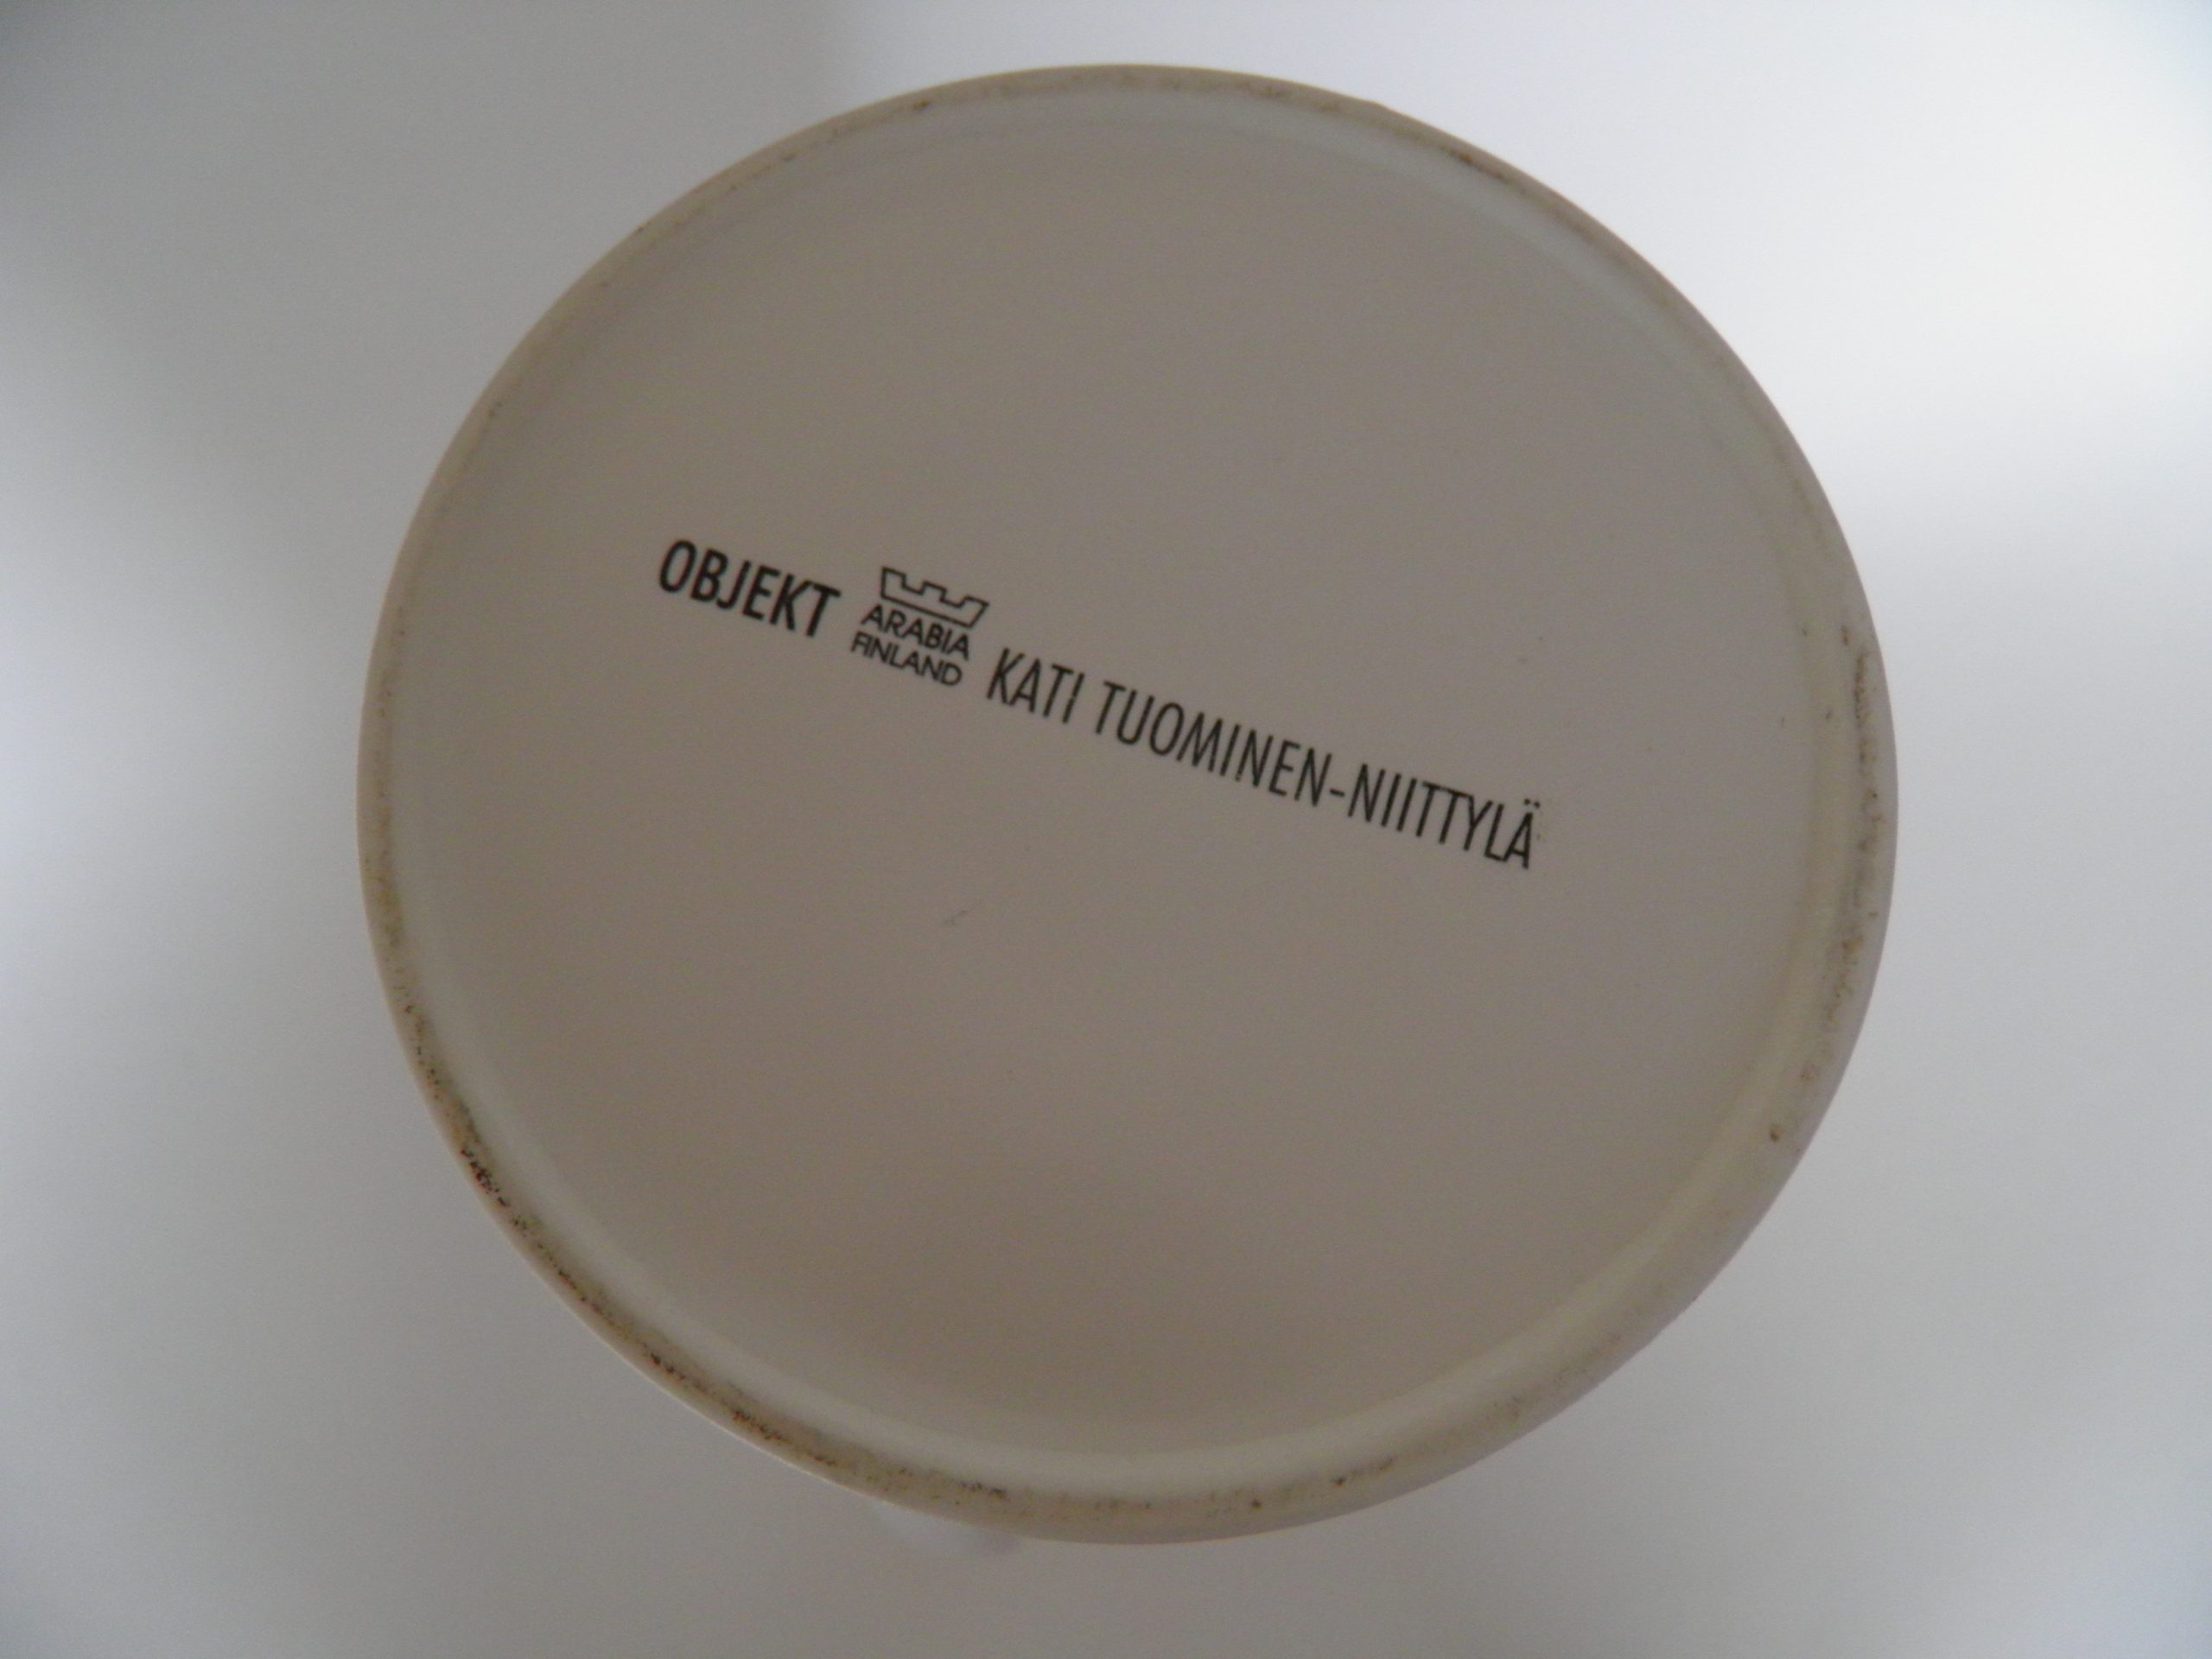 OBJEKT
ARABIA
FINLAND
KATI TUOMINEN-NIITTYLÄ